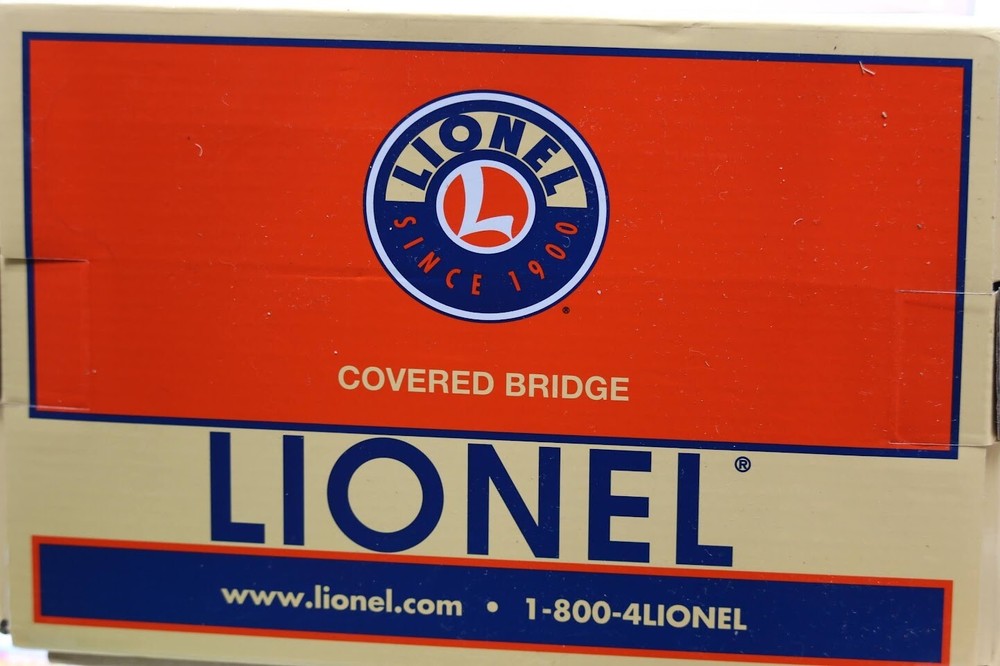 LIONEL
L
SINCE 1900
®
COVERED BRIDGE
LIONEL®
www.lionel.com • 1-800-4LIONEL